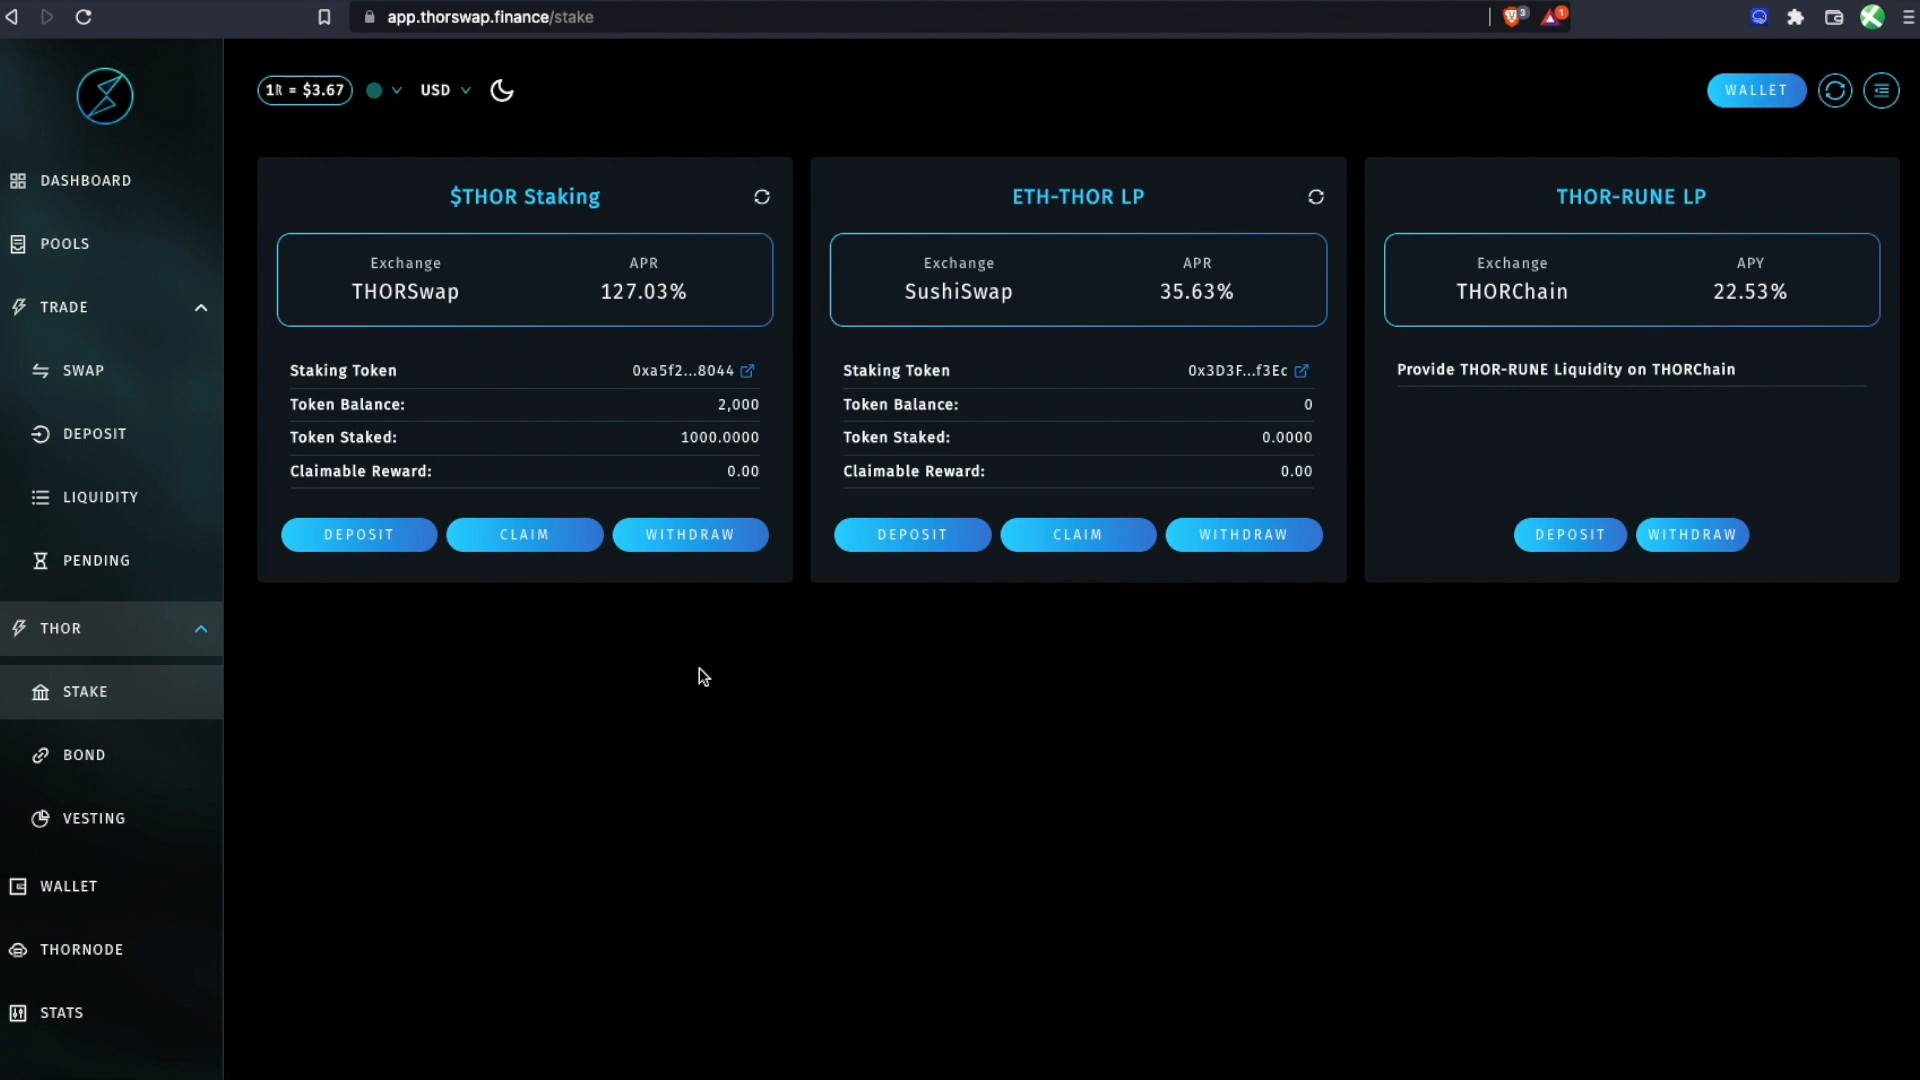 app.thorswap.finance/stake
3
1
1ᚱ = $3.67
USD
WALLET
DASHBOARD
POOLS
TRADE
SWAP
DEPOSIT
LIQUIDITY
PENDING
THOR
STAKE
BOND
VESTING
WALLET
THORNODE
STATS
$THOR Staking
Exchange APR
THORSwap 127.03%
Staking Token 0xa5f2...8044
Token Balance: 2,000
Token Staked: 1000.0000
Claimable Reward: 0.00
DEPOSIT CLAIM WITHDRAW
ETH-THOR LP
Exchange APR
SushiSwap 35.63%
Staking Token 0x3D3F...f3Ec
Token Balance: 0
Token Staked: 0.0000
Claimable Reward: 0.00
DEPOSIT CLAIM WITHDRAW
THOR-RUNE LP
Exchange APY
THORChain 22.53%
Provide THOR-RUNE Liquidity on THORChain
DEPOSIT WITHDRAW